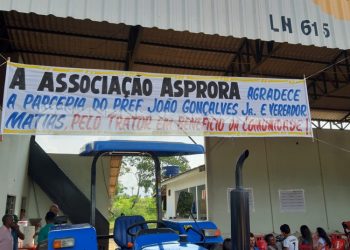 LH 615
A ASSOCIAÇÃO ASPRORA AGRADECE
A PARCERIA DO PREF. JOÃO GONÇALVES JR. E VEREADOR
MATIAS, PELO TRATOR EM BENEFÍCIO DA COMUNIDADE!